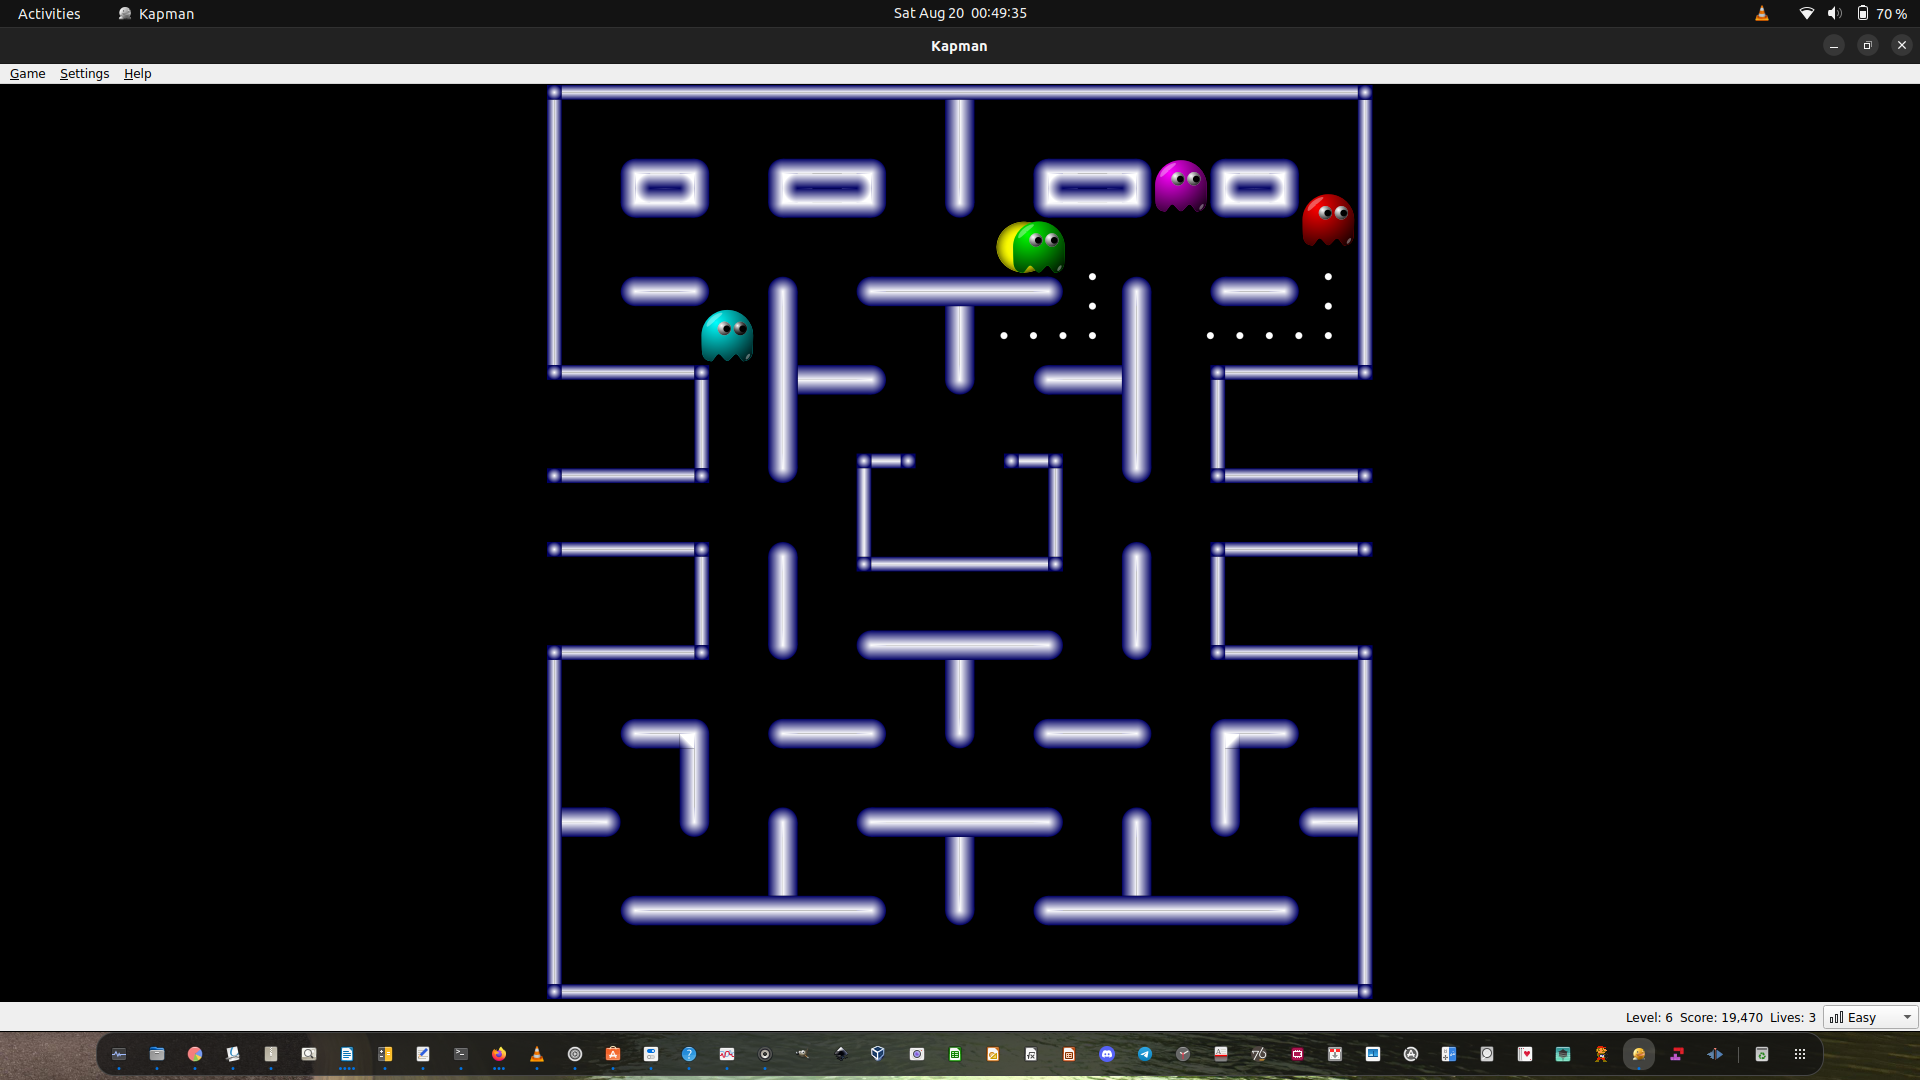 Activities Kapman Sat Aug 20 00:49:35 70 %
Kapman
Game Settings Help
Level: 6 Score: 19,470 Lives: 3 Easy